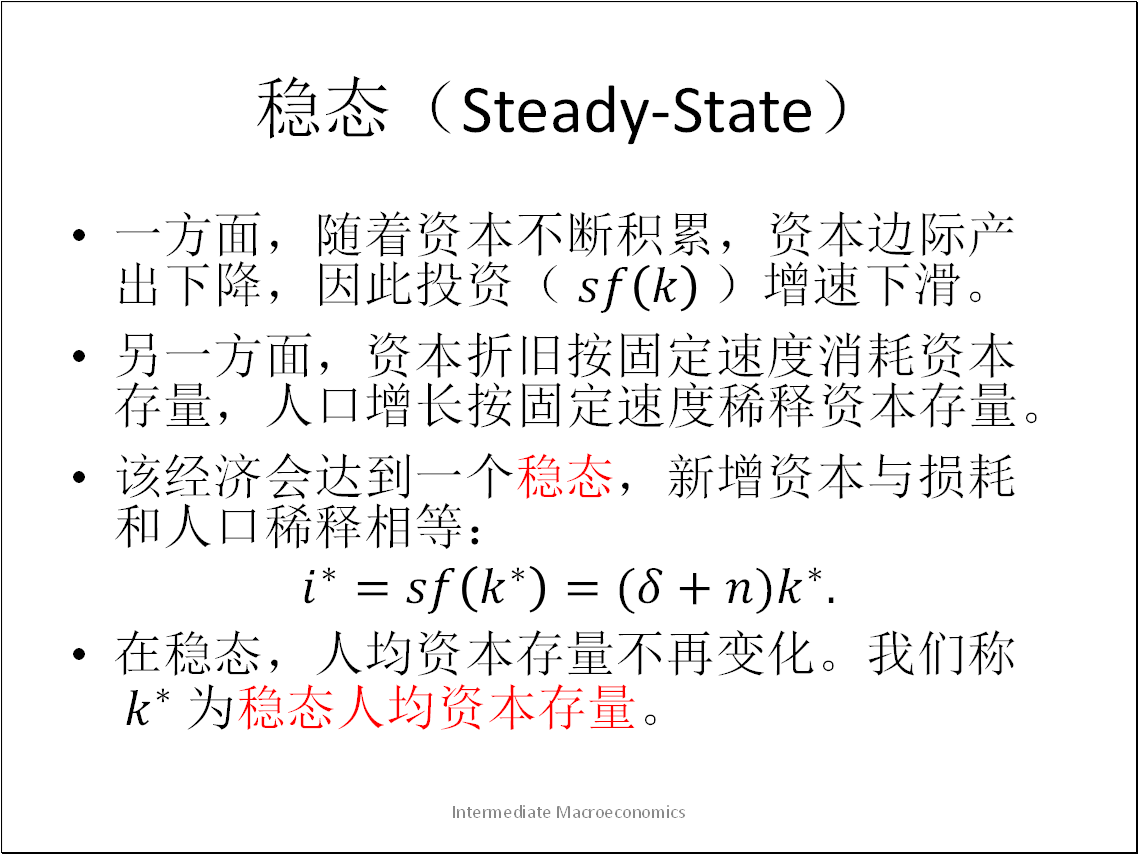 稳态（Steady-State）
• 一方面，随着资本不断积累，资本边际产
出下降，因此投资（ sf(k) ）增速下滑。
• 另一方面，资本折旧按固定速度消耗资本
存量，人口增长按固定速度稀释资本存量。
• 该经济会达到一个稳态，新增资本与损耗
和人口稀释相等：
i* = sf(k*) = (δ + n)k*.
• 在稳态，人均资本存量不再变化。我们称
k* 为稳态人均资本存量。
Intermediate Macroeconomics